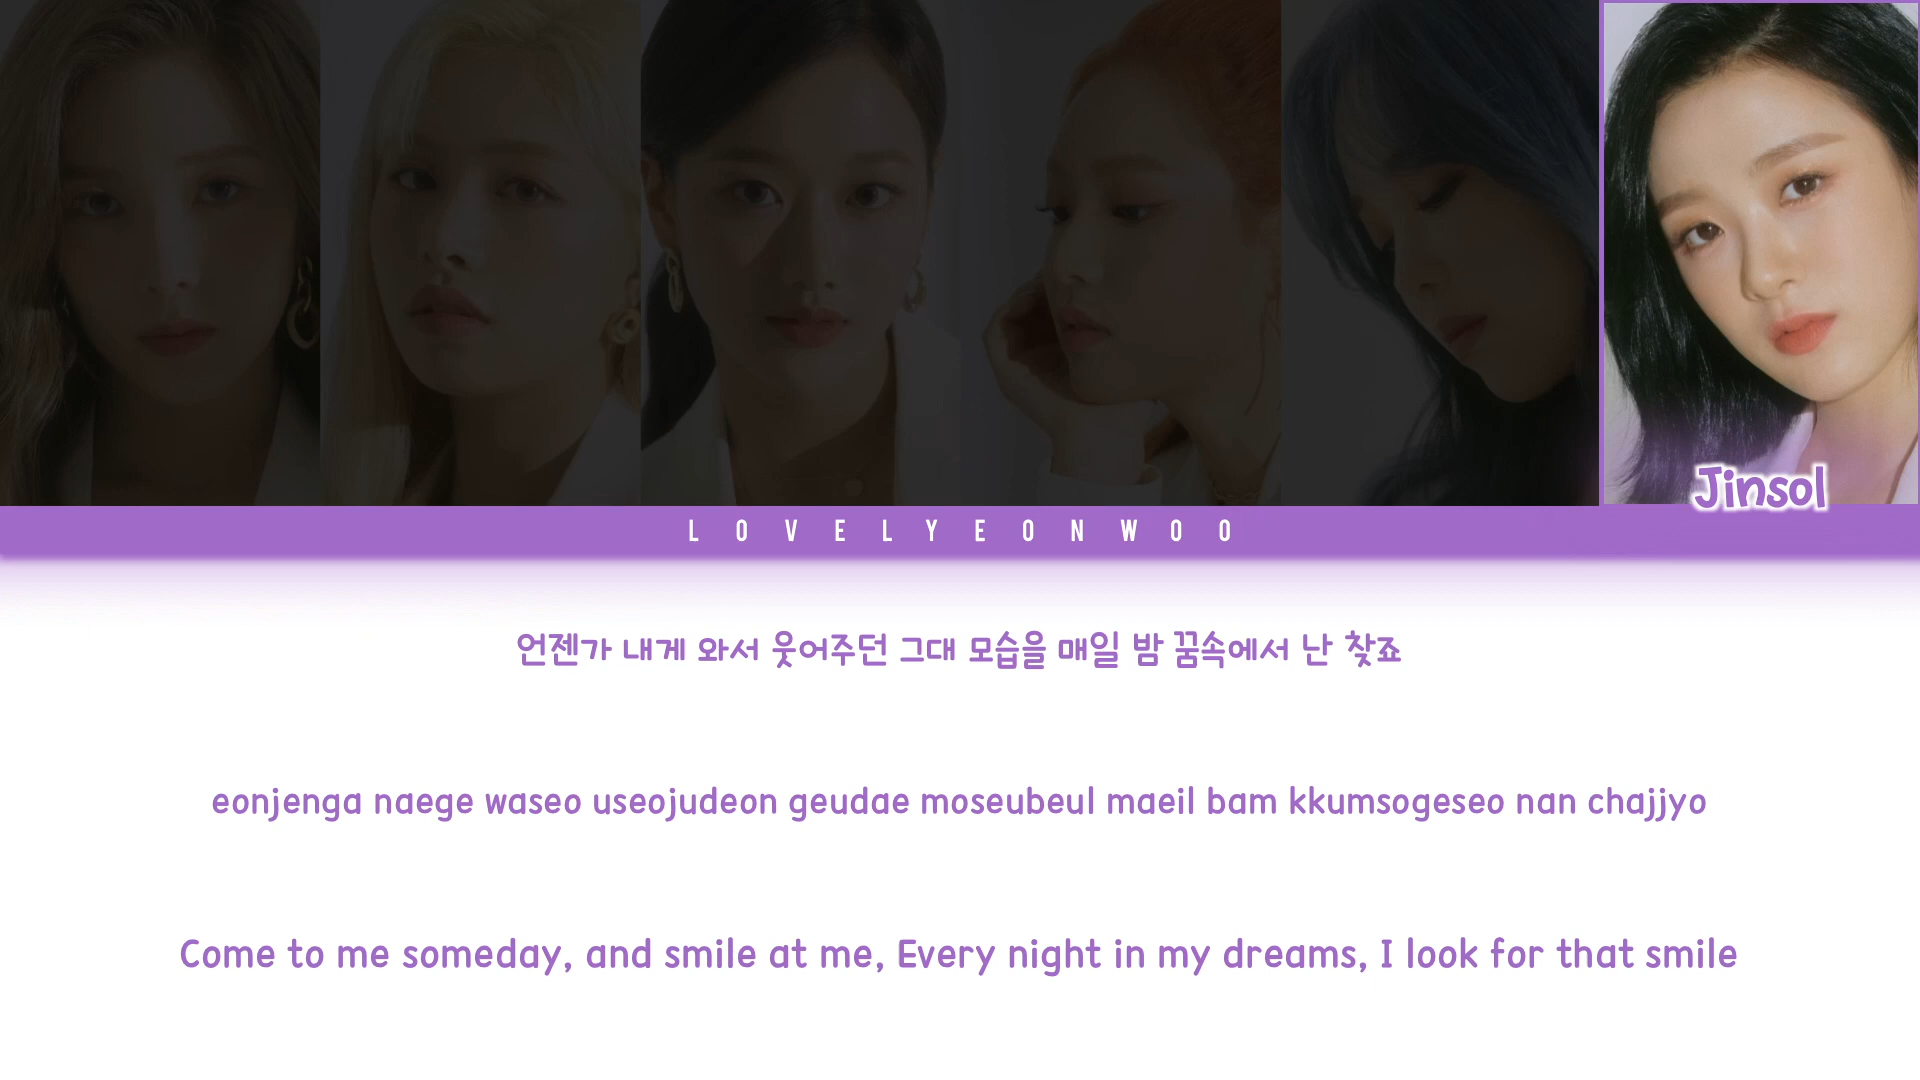 Jinsol
LOVELYEONWOO
언젠가 내게 와서 웃어주던 그대 모습을 매일 밤 꿈속에서 난 찾죠
eonjenga naege waseo useojudeon geudae moseubeul maeil bam kkumsogeseo nan chajjyo
Come to me someday, and smile at me, Every night in my dreams, I look for that smile